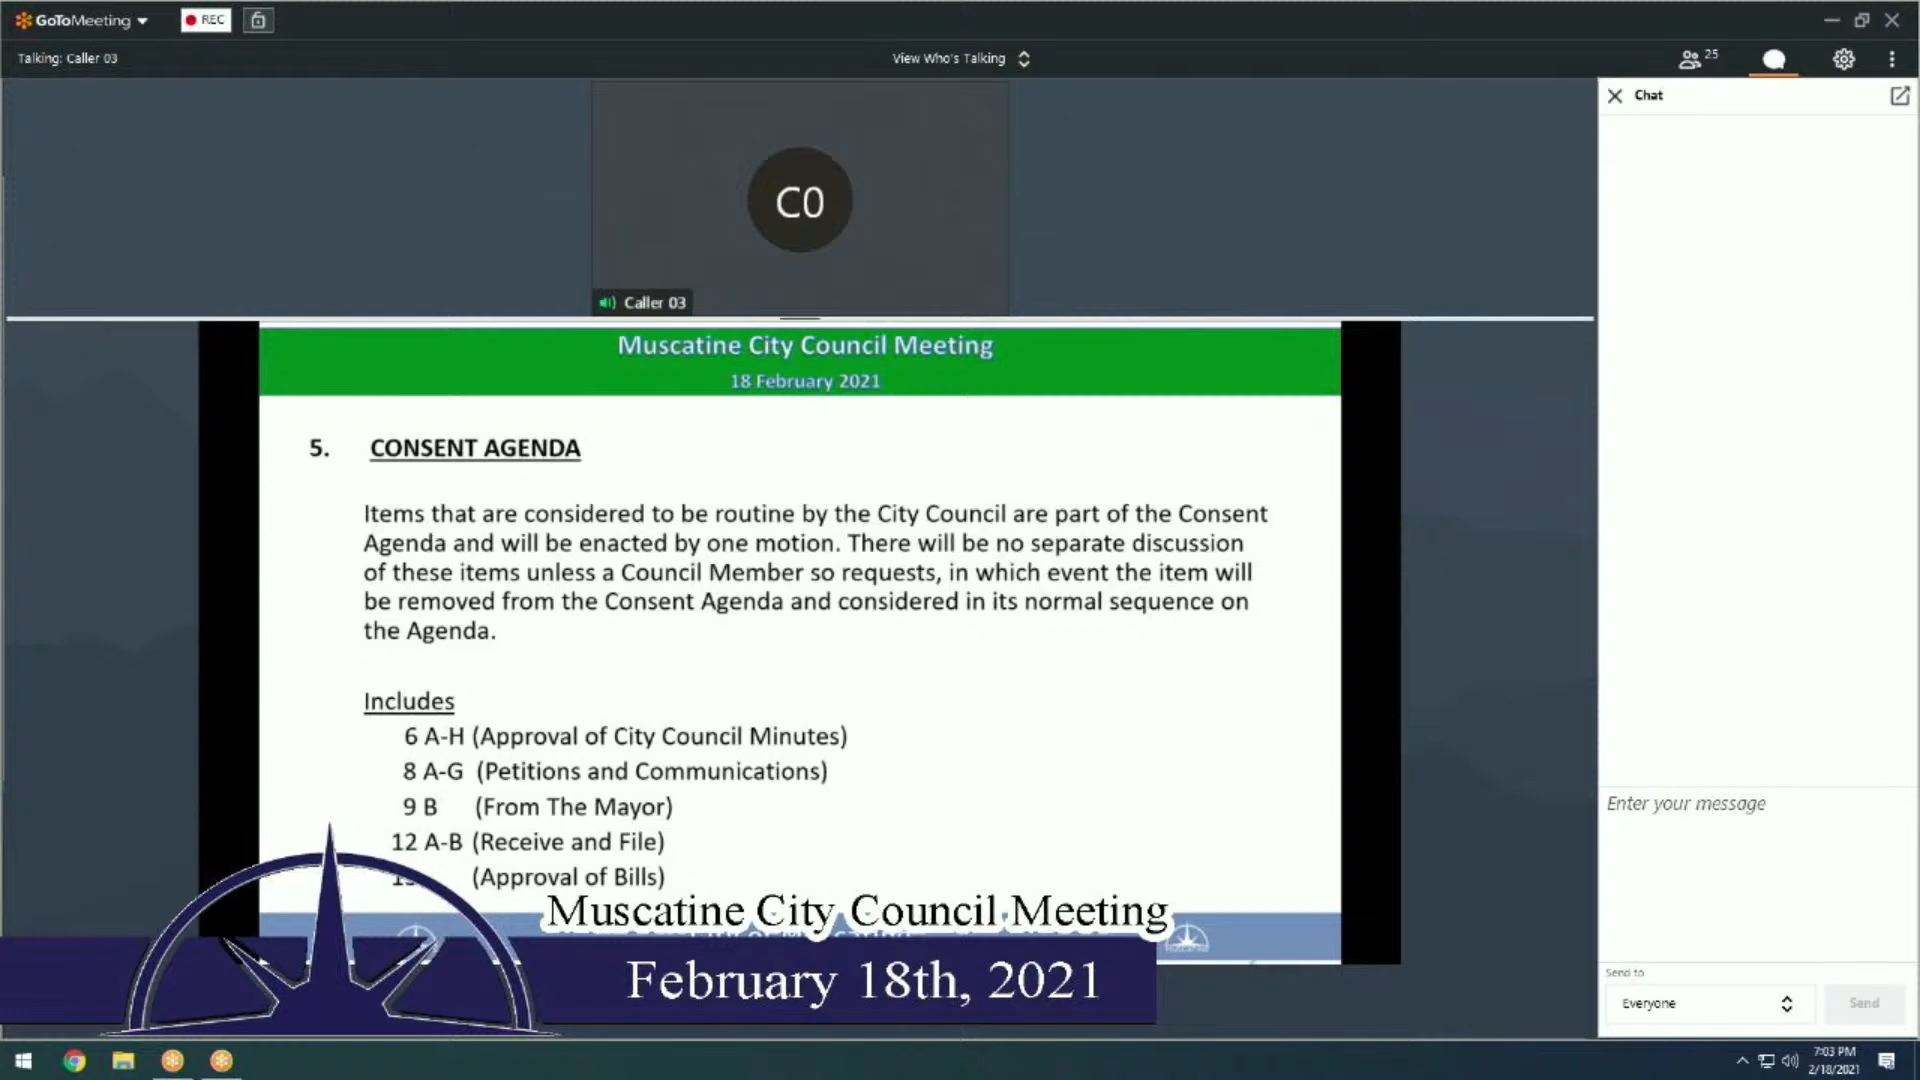 GoToMeeting
REC
Talking: Caller 03
View Who's Talking
25
Chat
C0
Caller 03
Muscatine City Council Meeting
18 February 2021
5. CONSENT AGENDA
Items that are considered to be routine by the City Council are part of the Consent
Agenda and will be enacted by one motion. There will be no separate discussion
of these items unless a Council Member so requests, in which event the item will
be removed from the Consent Agenda and considered in its normal sequence on
the Agenda.
Includes
6 A-H (Approval of City Council Minutes)
8 A-G (Petitions and Communications)
9 B (From The Mayor)
12 A-B (Receive and File)
(Approval of Bills)
Muscatine City Council Meeting
February 18th, 2021
Enter your message
Send to
Everyone
Send
7:03 PM
2/18/2021